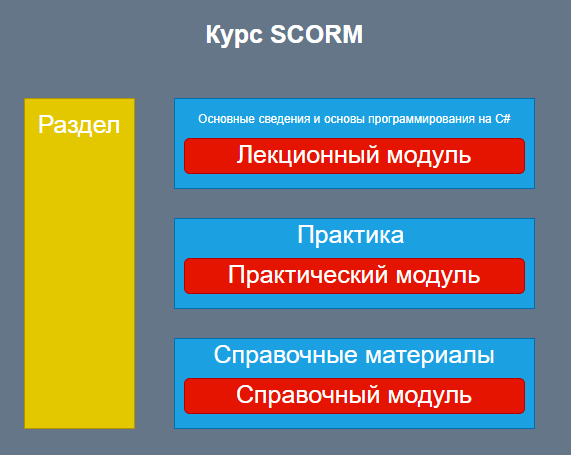 Курс SCORM
Раздел
Основные сведения и основы программирования на C#
Лекционный модуль
Практика
Практический модуль
Справочные материалы
Справочный модуль